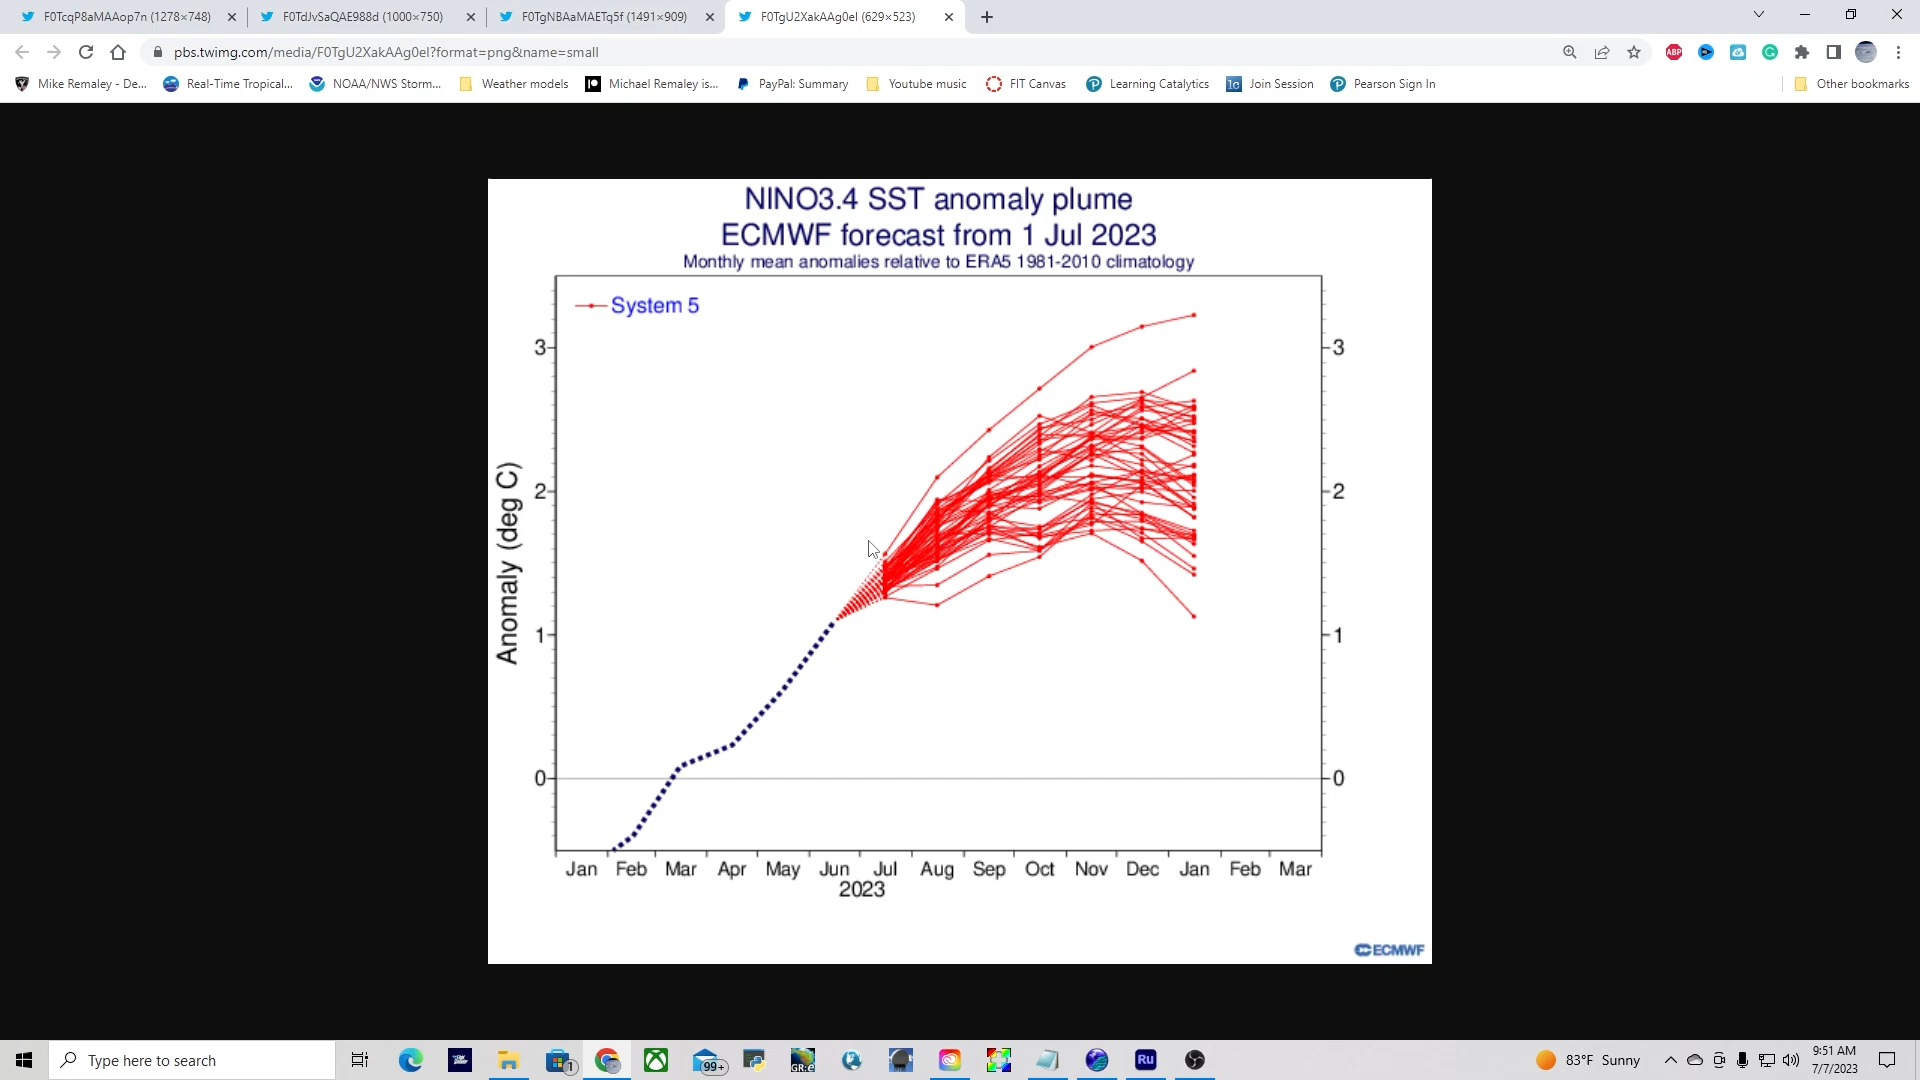 F0TcqP8aMAAop7n (1278×748)
F0TdJvSaQAE988d (1000×750)
F0TgNBAaMAETq5f (1491×909)
F0TgU2XakAAg0el (629×523)
pbs.twimg.com/media/F0TgU2XakAAg0el?format=png&name=small
ABP
Mike Remaley - De...
Real-Time Tropical...
NOAA/NWS Storm...
Weather models
Michael Remaley is...
PayPal: Summary
Youtube music
FIT Canvas
Learning Catalytics
lc
Join Session
Pearson Sign In
Other bookmarks
NINO3.4 SST anomaly plume
ECMWF forecast from 1 Jul 2023
Monthly mean anomalies relative to ERA5 1981-2010 climatology
System 5
3
3
2
2
1
1
0
0
Anomaly (deg C)
Jan Feb Mar Apr May Jun Jul Aug Sep Oct Nov Dec Jan Feb Mar
2023
ECMWF
Type here to search
1
99+
Ru
83°F Sunny
9:51 AM
7/7/2023